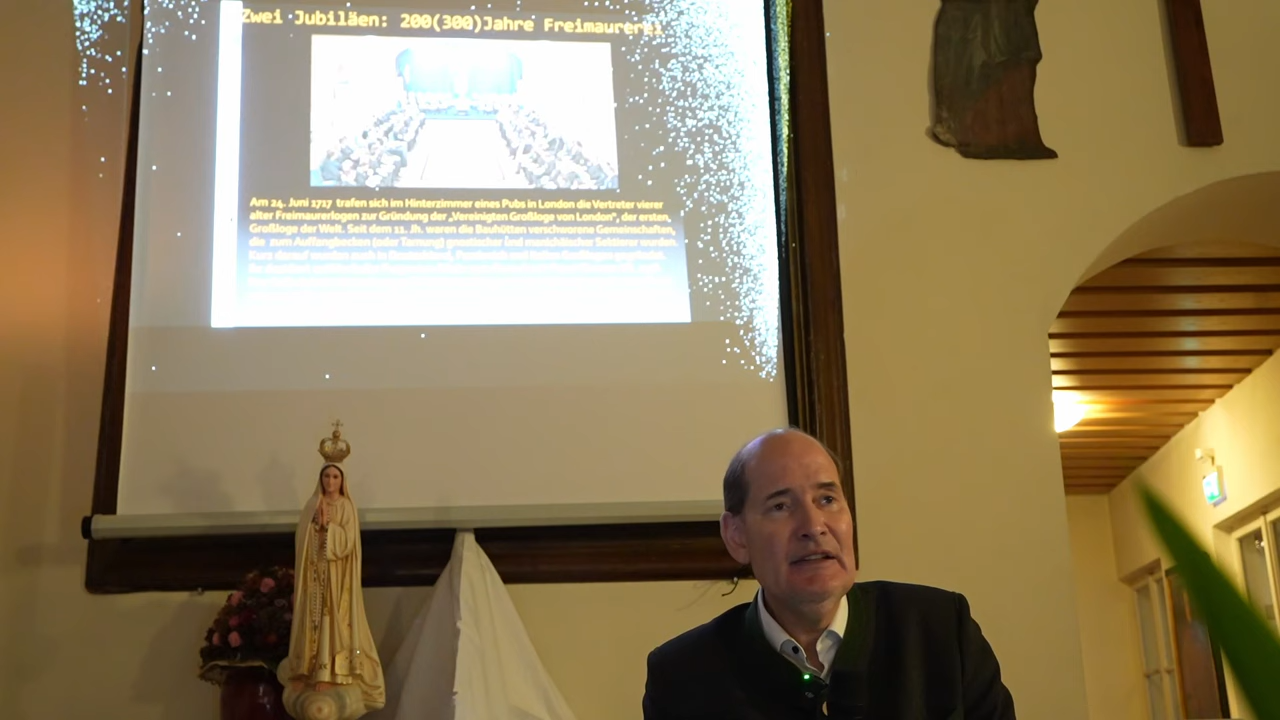 Zwei Jubiläen: 200(300)Jahre Freimaurerei
Am 24. Juni 1717 trafen sich im Hinterzimmer eines Pubs in London die Vertreter vierer
alter Freimaurerlogen zur Gründung der „Vereinigten Großloge von London", der ersten,
Großloge der Welt. Seit dem 11. Jh. waren die Bauhütten verschworene Gemeinschaften,
die zum Auffangbecken (oder Tarnung) gnostischer und manichäischer Sektierer wurden.
Kurz darauf wurden auch in Deutschland, Frankreich und Italien Großlogen gegründet.